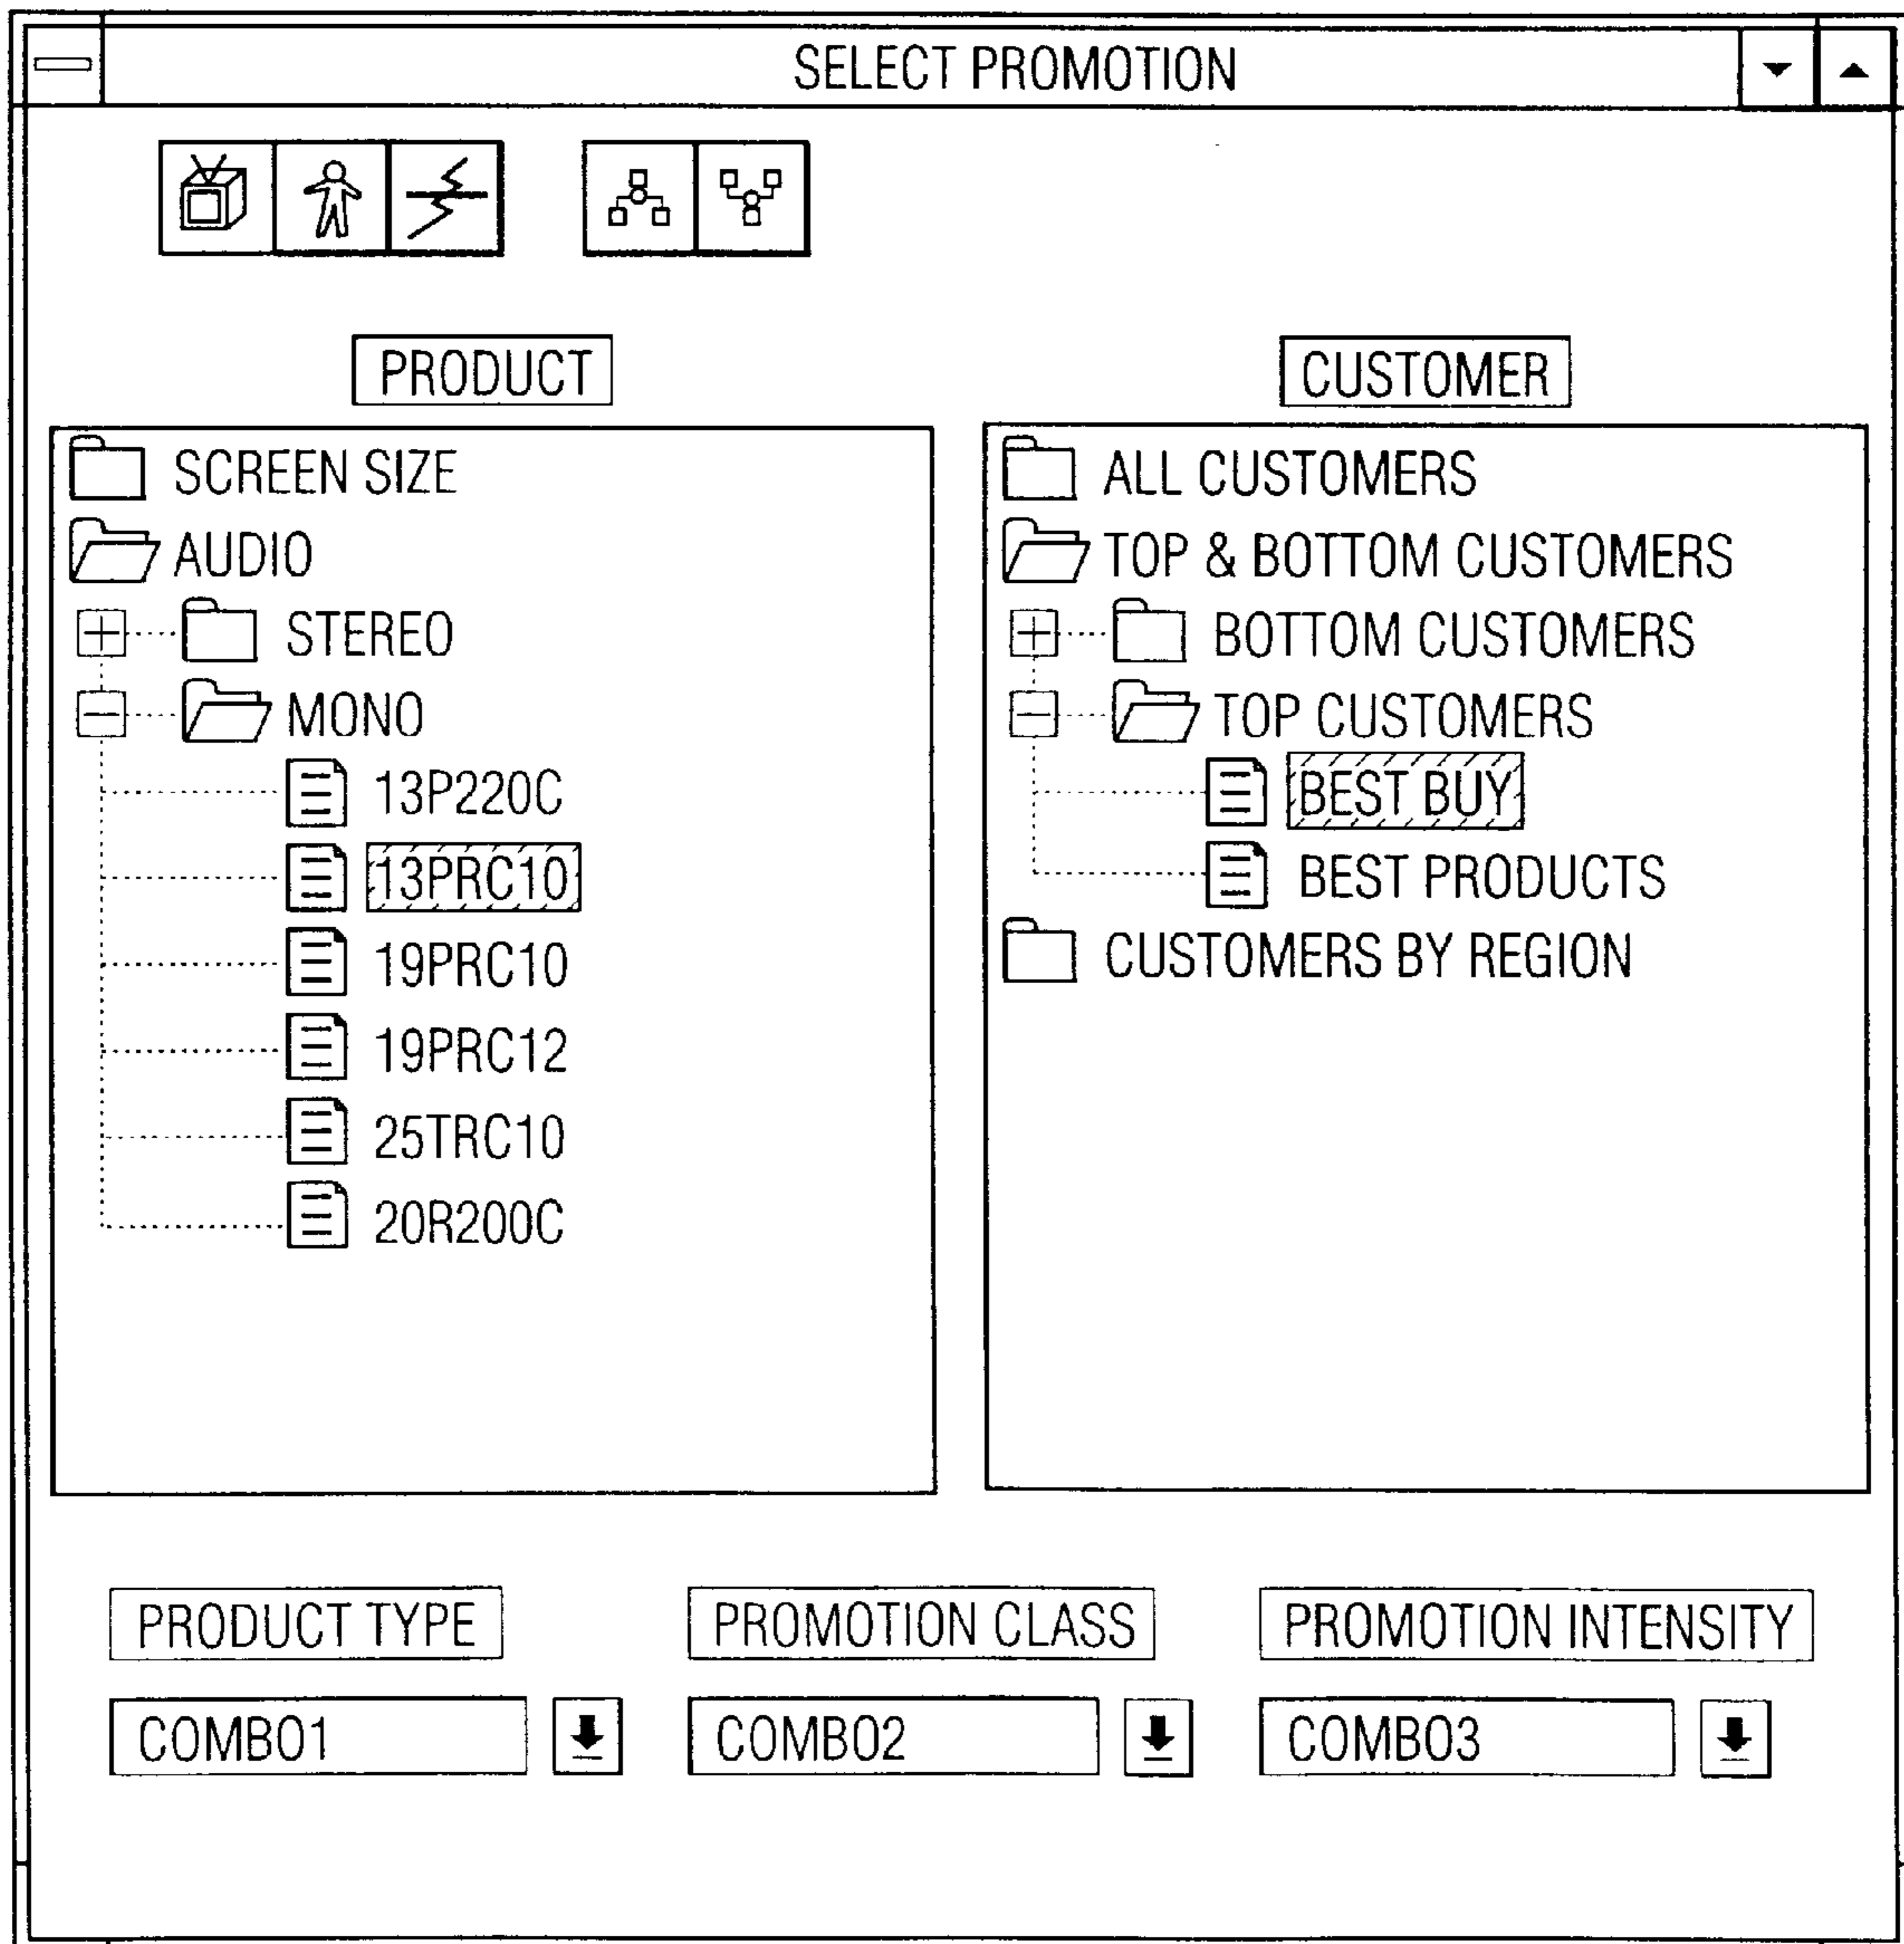 SELECT PROMOTION
PRODUCT
SCREEN SIZE
AUDIO
STEREO
MONO
13P220C
13PRC10
19PRC10
19PRC12
25TRC10
20R200C
CUSTOMER
ALL CUSTOMERS
TOP & BOTTOM CUSTOMERS
BOTTOM CUSTOMERS
TOP CUSTOMERS
BEST BUY
BEST PRODUCTS
CUSTOMERS BY REGION
PRODUCT TYPE
COMBO1
PROMOTION CLASS
COMBO2
PROMOTION INTENSITY
COMBO3